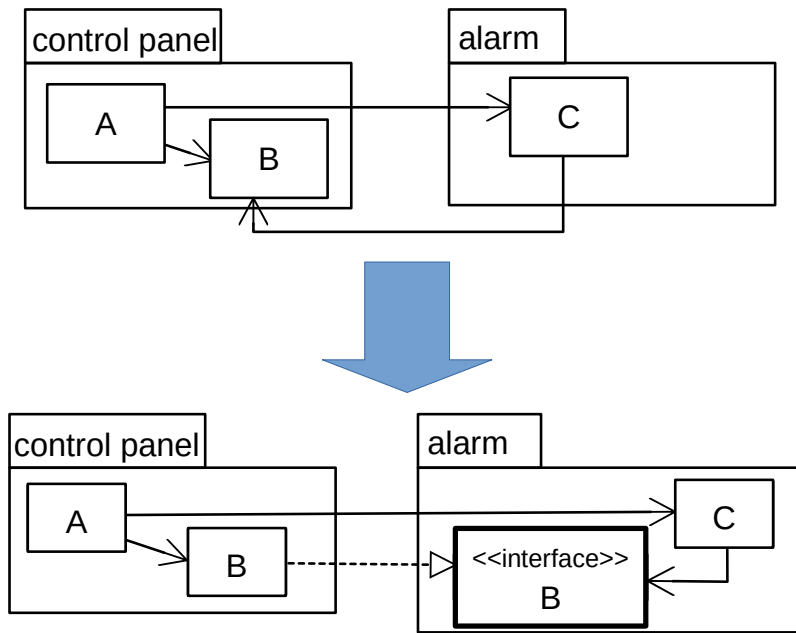 control panel
alarm
A
B
C
control panel
alarm
A
B
C
<<interface>>
B